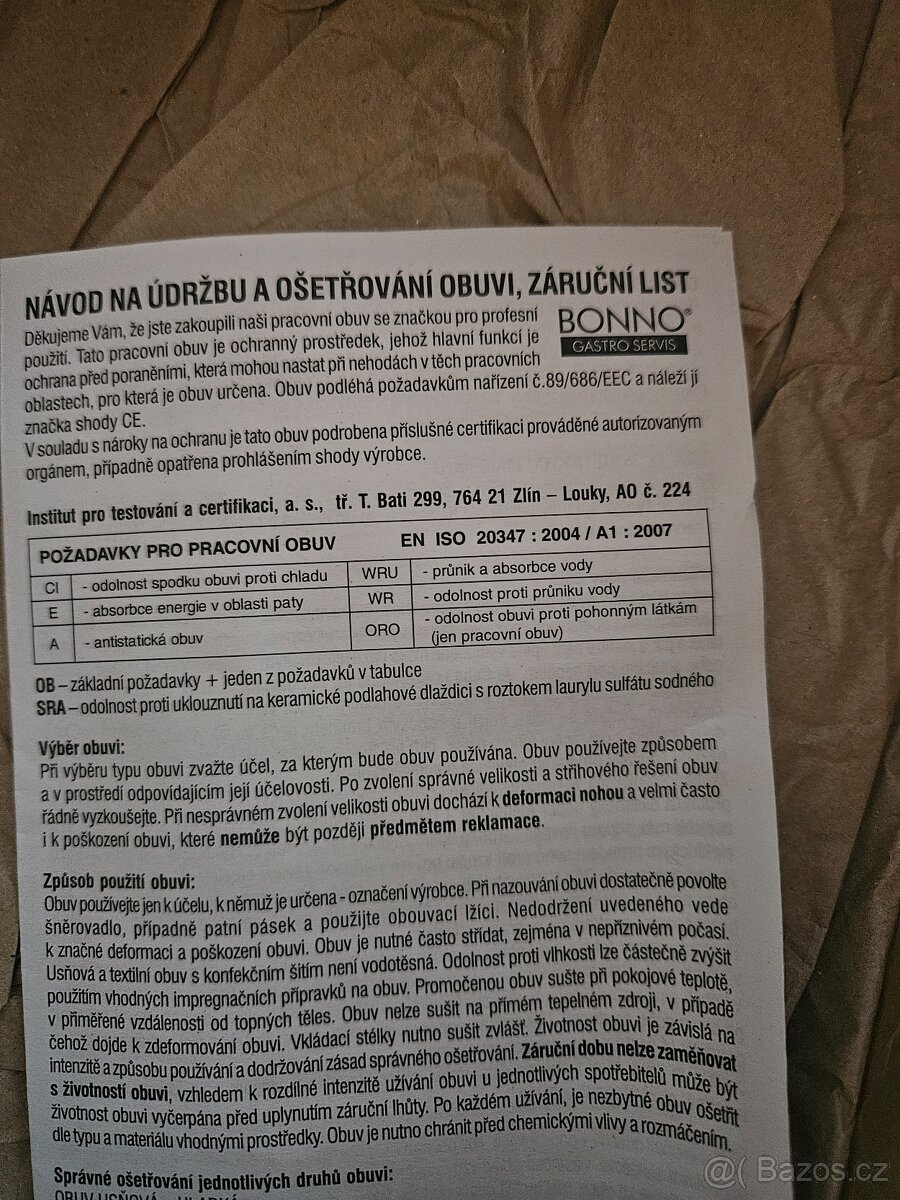 NÁVOD NA ÚDRŽBU A OŠETŘOVÁNÍ OBUVI, ZÁRUČNÍ LIST
Děkujeme Vám, že jste zakoupili naši pracovní obuv se značkou pro profesní
použití. Tato pracovní obuv je ochranný prostředek, jehož hlavní funkcí je
ochrana před poraněními, která mohou nastat při nehodách v těch pracovních
oblastech, pro která je obuv určena. Obuv podléhá požadavkům nařízení č.89/686/EEC a náleží jí
značka shody CE.
BONNO®
GASTRO SERVIS
V souladu s nároky na ochranu je tato obuv podrobena příslušné certifikaci prováděné autorizovaným
orgánem, případně opatřena prohlášením shody výrobce.
Institut pro testování a certifikaci, a. s., tř. T. Bati 299, 764 21 Zlín – Louky, AO č. 224
POŽADAVKY PRO PRACOVNÍ OBUV EN ISO 20347 : 2004 / A1 : 2007
CI - odolnost spodku obuvi proti chladu WRU - průnik a absorbce vody
E - absorbce energie v oblasti paty WR - odolnost proti průniku vody
A - antistatická obuv ORO - odolnost obuvi proti pohonným látkám
(jen pracovní obuv)
OB – základní požadavky + jeden z požadavků v tabulce
SRA – odolnost proti uklouznutí na keramické podlahové dlaždici s roztokem laurylu sulfátu sodného
Výběr obuvi:
Při výběru typu obuvi zvažte účel, za kterým bude obuv používána. Obuv používejte způsobem
a v prostředí odpovídajícím její účelovosti. Po zvolení správné velikosti a střihového řešení obuv
řádně vyzkoušejte. Při nesprávném zvolení velikosti obuvi dochází k deformaci nohou a velmi často
i k poškození obuvi, které nemůže být později předmětem reklamace.
Způsob použití obuvi:
Obuv používejte jen k účelu, k němuž je určena - označení výrobce. Při nazouvání obuvi dostatečně povolte
šněrovadlo, případně patní pásek a použijte obouvací lžíci. Nedodržení uvedeného vede
k značné deformaci a poškození obuvi. Obuv je nutné často střídat, zejména v nepříznivém počasí.
Usňová a textilní obuv s konfekčním šitím není vodotěsná. Odolnost proti vlhkosti lze částečně zvýšit
použitím vhodných impregnačních přípravků na obuv. Promočenou obuv sušte při pokojové teplotě,
v přiměřené vzdálenosti od topných těles. Obuv nelze sušit na přímém tepelném zdroji, v případě
čehož dojde k zdeformování obuvi. Vkládací stélky nutno sušit zvlášť. Životnost obuvi je závislá na
intenzitě a způsobu používání a dodržování zásad správného ošetřování. Záruční dobu nelze zaměňovat
s životností obuvi, vzhledem k rozdílné intenzitě užívání obuvi u jednotlivých spotřebitelů může být
životnost obuvi vyčerpána před uplynutím záruční lhůty. Po každém užívání, je nezbytné obuv ošetřit
dle typu a materiálu vhodnými prostředky. Obuv je nutno chránit před chemickými vlivy a rozmáčením.
Správné ošetřování jednotlivých druhů obuvi:
OBUV USŇOVÁ – HLADKÁ
@( Bazos.cz